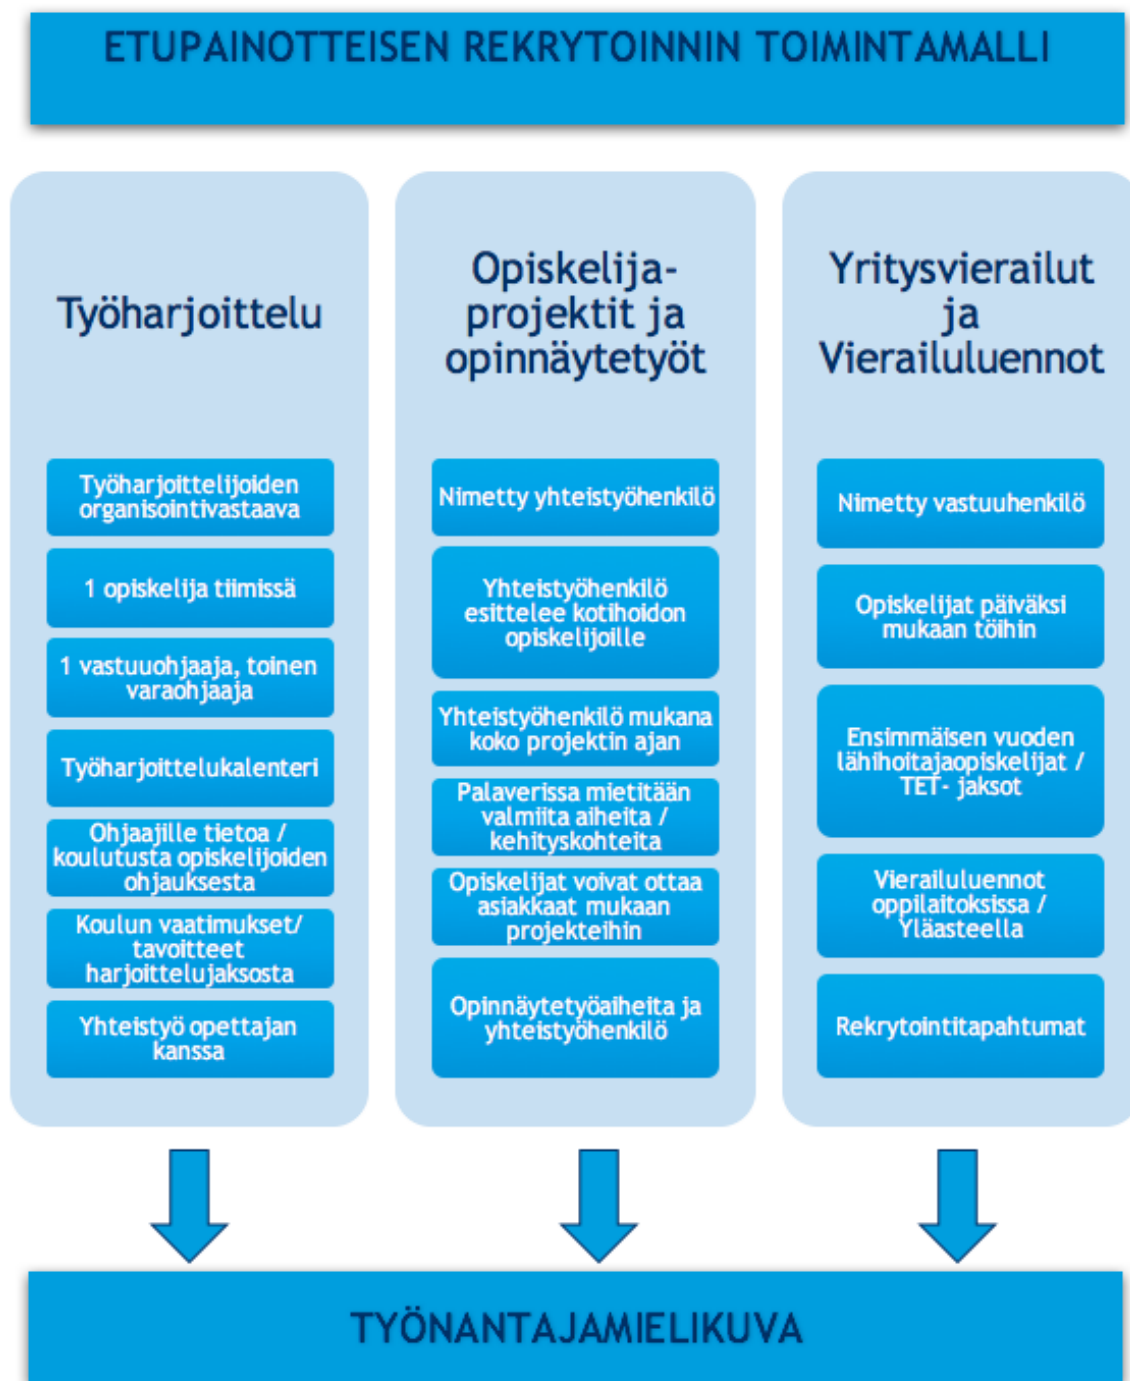 ETUPAINOTTEISEN REKRYTOINNIN TOIMINTAMALLI
Työharjoittelu
Työharjoittelijoiden
organisointivastaava
1 opiskelija tiimissä
1 vastuuohjaaja, toinen
varaohjaaja
Työharjoittelukalenteri
Ohjaajille tietoa /
koulutusta opiskelijoiden
ohjauksesta
Koulun vaatimukset/
tavoitteet
harjoittelujaksosta
Yhteistyö opettajan
kanssa
Opiskelija-
projektit ja
opinnäytetyöt
Nimetty yhteistyöhenkilö
Yhteistyöhenkilö
esittelee kotihoidon
opiskelijoille
Yhteistyöhenkilö mukana
koko projektin ajan
Palaverissa mietitään
valmiita aiheita /
kehityskohteita
Opiskelijat voivat ottaa
asiakkaat mukaan
projekteihin
Opinnäytetyöaiheita ja
yhteistyöhenkilö
Yritysvierailut
ja
Vierailuluennot
Nimetty vastuuhenkilö
Opiskelijat päiväksi
mukaan töihin
Ensimmäisen vuoden
lähihoitajaopiskelijat /
TET- jaksot
Vierailuluennot
oppilaitoksissa /
Yläasteella
Rekrytointitapahtumat
TYÖNANTAJAMIELIKUVA